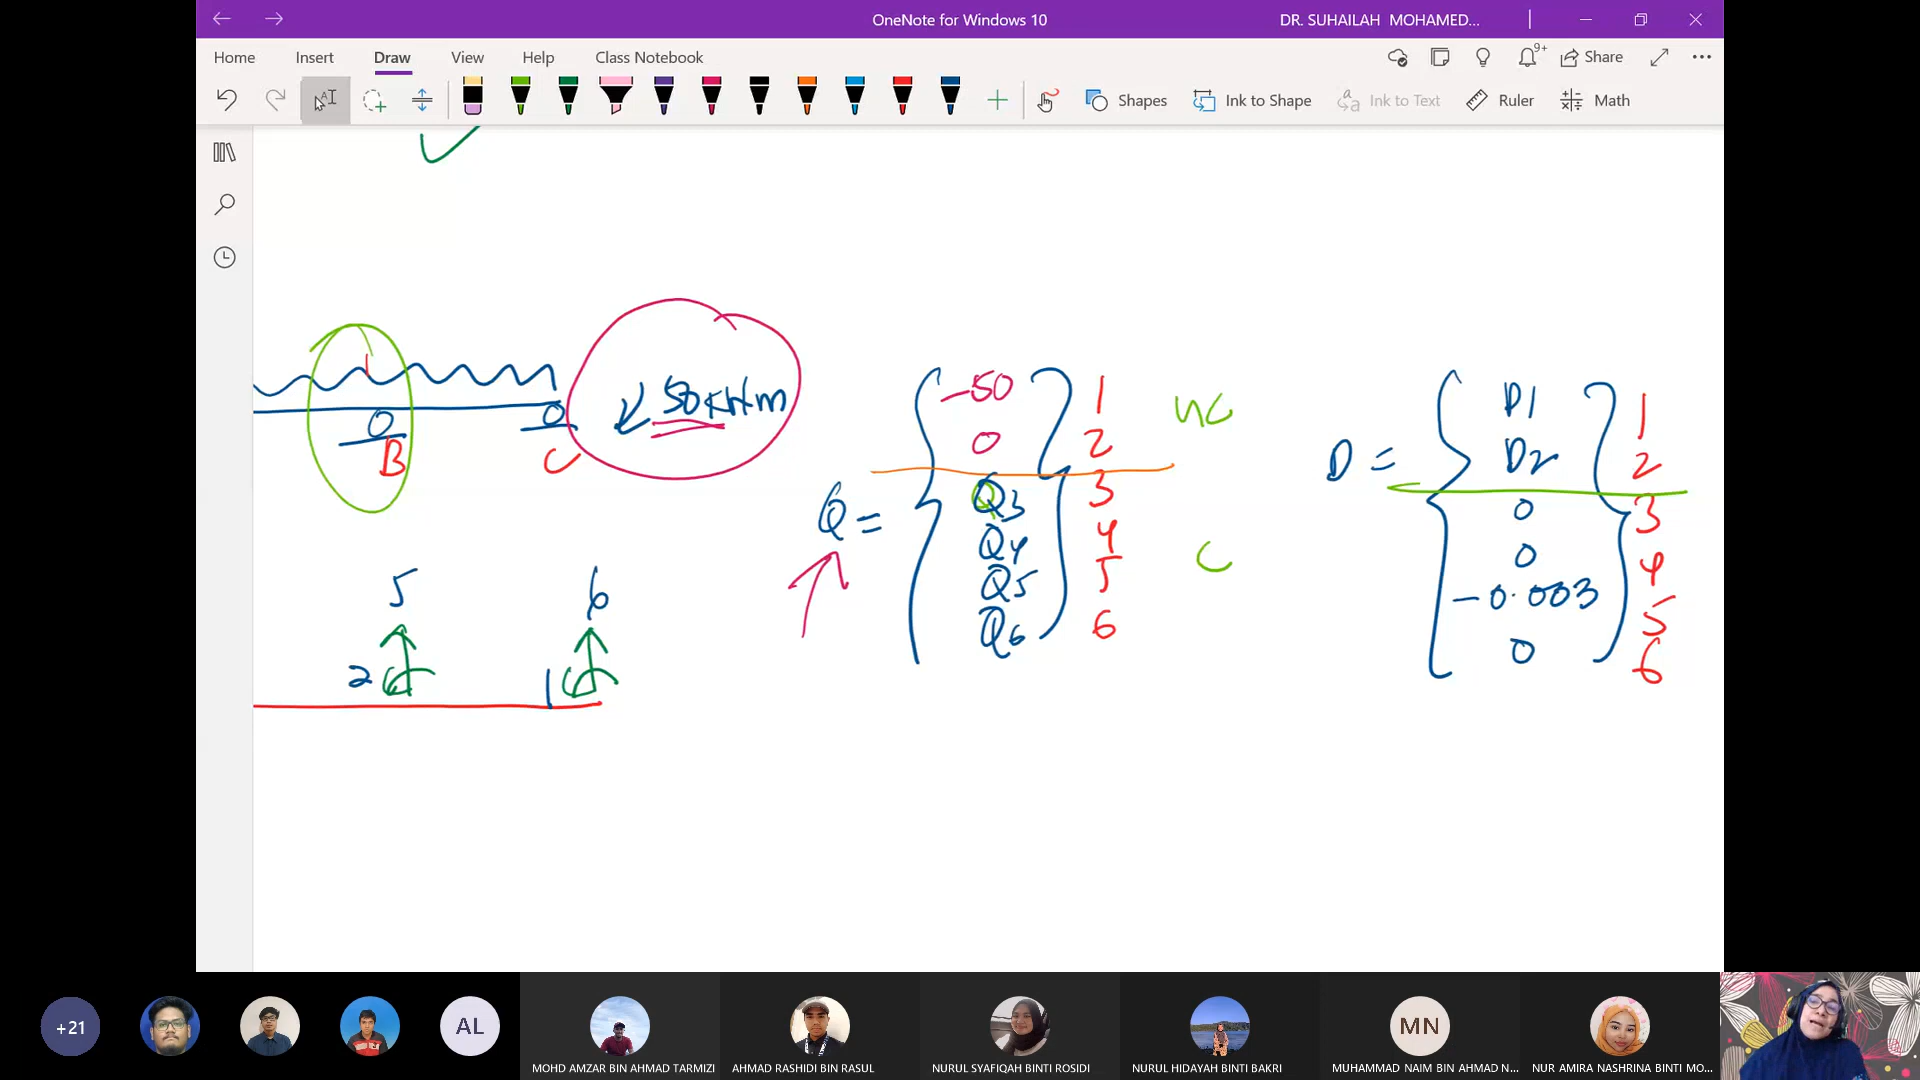 OneNote for Windows 10
DR. SUHAILAH MOHAMED...
Home Insert Draw View Help Class Notebook
9+ Share
Shapes Ink to Shape Ink to Text Ruler Math
B
C
50 kNm
5
6
2
1
Q =
-50 1
0 2
Q3 3
Q4 4
Q5 5
Q6 6
UC
C
D =
D1 1
D2 2
0 3
0 4
-0.003 5
0 6
+21
AL
MN
MOHD AMZAR BIN AHMAD TARMIZI
AHMAD RASHIDI BIN RASUL
NURUL SYAFIQAH BINTI ROSIDI
NURUL HIDAYAH BINTI BAKRI
MUHAMMAD NAIM BIN AHMAD N...
NUR AMIRA NASHRINA BINTI MO...